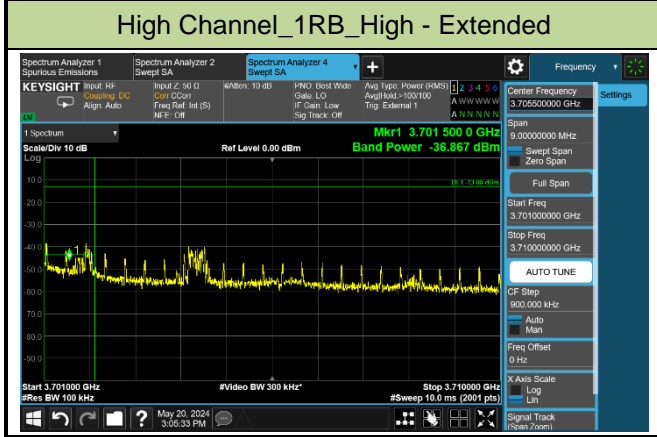 High Channel_1RB_High - Extended
Spectrum Analyzer 1
Spurious Emissions
Spectrum Analyzer 2
Swept SA
Spectrum Analyzer 4
Swept SA
+
Frequency
KEYSIGHT
Input: RF
Coupling: DC
Align: Auto
Input Z: 50 Ω
Corr CCorr
Freq Ref: Int (S)
NFE: Off
#Atten: 10 dB
PNO: Best Wide
Gate: LO
IF Gain: Low
Sig Track: Off
Avg Type: Power (RMS)
Avg|Hold:>100/100
Trig: External 1
1 2 3 4 5 6
A W W W W W
A N N N N N
Center Frequency
3.705500000 GHz
Settings
Span
9.00000000 MHz
Swept Span
Zero Span
Full Span
Start Freq
3.701000000 GHz
Stop Freq
3.710000000 GHz
AUTO TUNE
CF Step
900.000 kHz
Auto
Man
Freq Offset
0 Hz
X Axis Scale
Log
Lin
Signal Track
(Span Zoom)
LW
1 Spectrum
Scale/Div 10 dB
Ref Level 0.00 dBm
Mkr1 3.701 500 0 GHz
Band Power -36.867 dBm
Log
DL1 -13.00 dBm
-10.0
-20.0
-30.0
-40.0
1
-50.0
-60.0
-70.0
-80.0
-90.0
Start 3.701000 GHz
#Video BW 300 kHz*
Stop 3.710000 GHz
#Res BW 100 kHz
#Sweep 10.0 ms (2001 pts)
?
May 20, 2024
3:05:33 PM